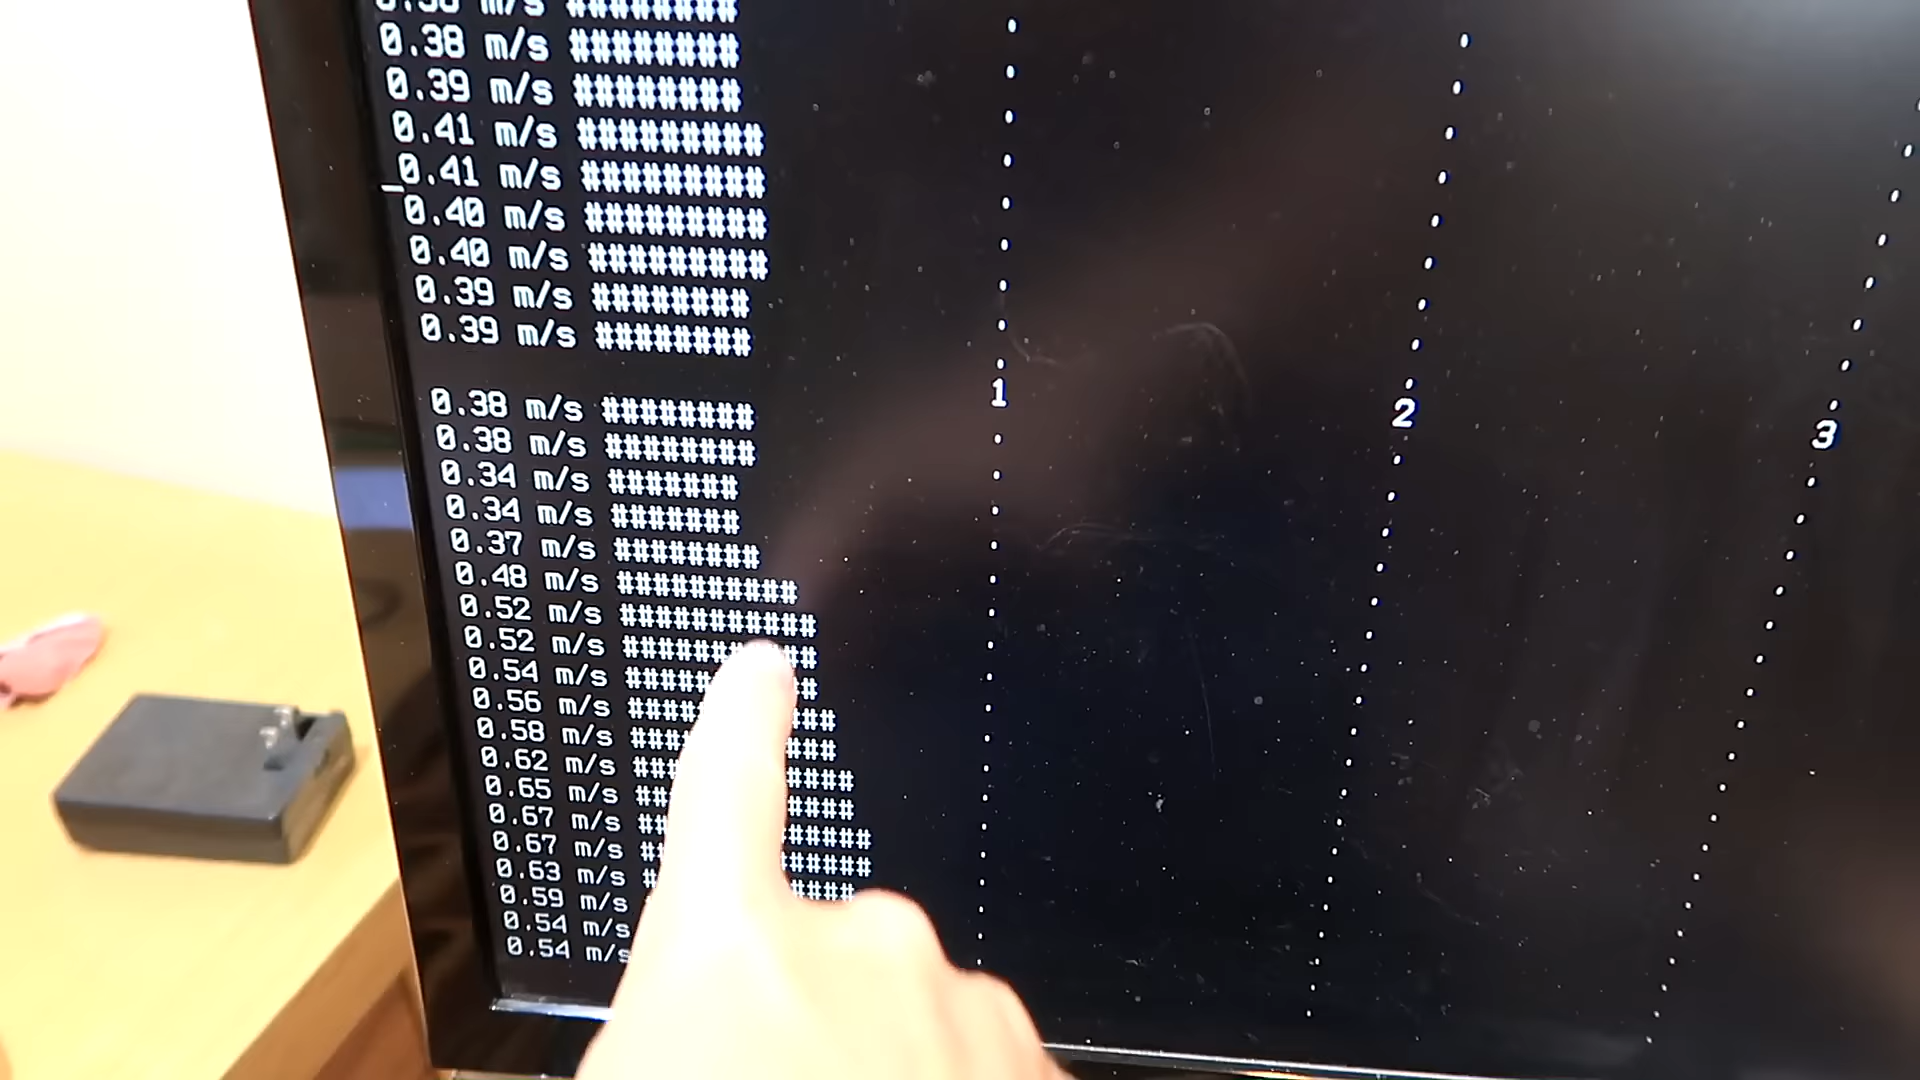 0.38 m/s ########
0.38 m/s ########
0.39 m/s ########
0.41 m/s #########
_0.41 m/s #########
0.40 m/s #########
0.40 m/s #########
0.39 m/s ########
0.39 m/s ########
1 2 3
0.38 m/s ########
0.38 m/s ########
0.34 m/s #######
0.34 m/s #######
0.37 m/s ########
0.48 m/s ##########
0.52 m/s ###########
0.52 m/s ###########
0.54 m/s
0.56 m/s
0.58 m/s
0.62 m/s
0.65 m/s
0.67 m/s
0.67 m/s
0.63 m/s
0.59 m/s
0.54 m/s
0.54 m/s